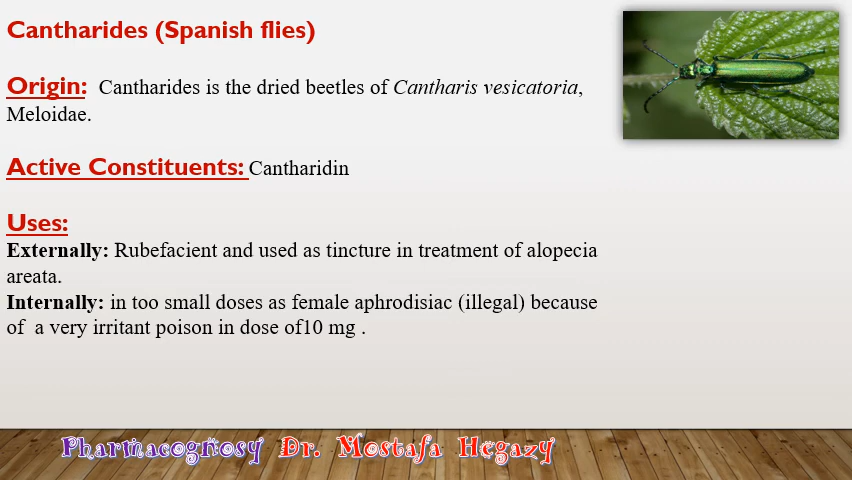 Cantharides (Spanish flies)
Origin: Cantharides is the dried beetles of Cantharis vesicatoria,
Meloidae.
Active Constituents: Cantharidin
Uses:
Externally: Rubefacient and used as tincture in treatment of alopecia
areata.
Internally: in too small doses as female aphrodisiac (illegal) because
of a very irritant poison in dose of10 mg .
Pharmacognosy Dr. Mostafa Hegazy